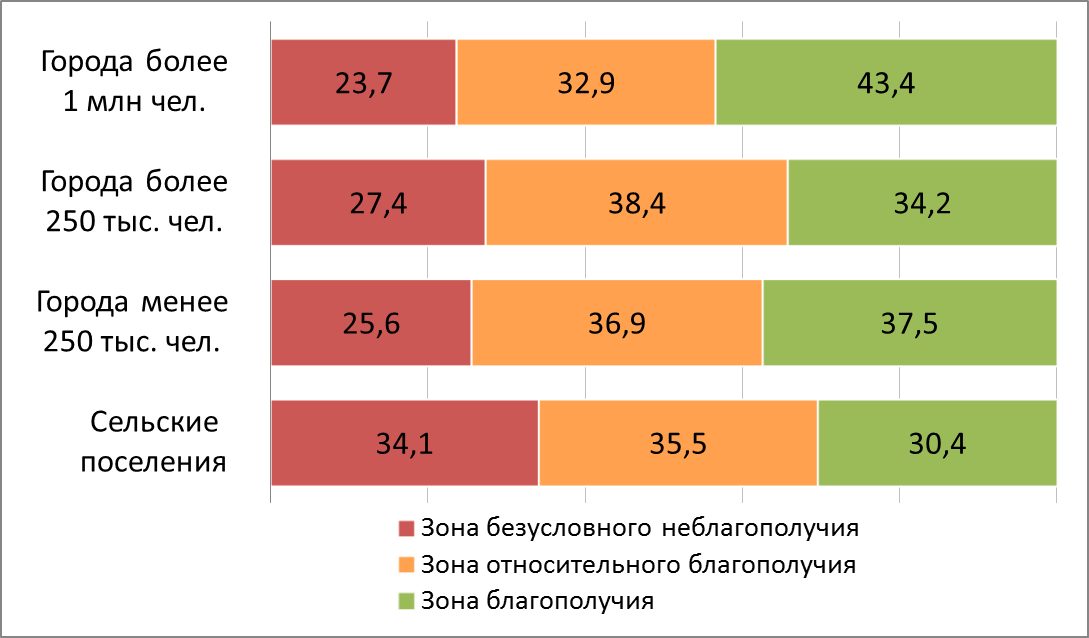 Города более
1 млн чел.
23,7 32,9 43,4
Города более
250 тыс. чел.
27,4 38,4 34,2
Города менее
250 тыс. чел.
25,6 36,9 37,5
Сельские
поселения
34,1 35,5 30,4
Зона безусловного неблагополучия
Зона относительного благополучия
Зона благополучия